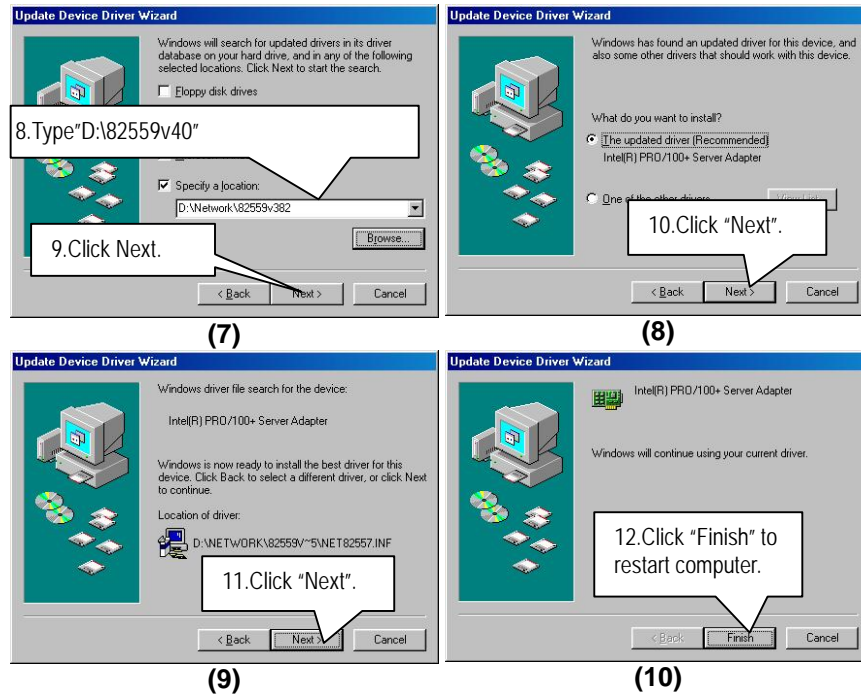 Update Device Driver Wizard
Windows will search for updated drivers in its driver
database on your hard drive, and in any of the following
selected locations. Click Next to start the search.
Floppy disk drives
8.Type"D:\82559v40"
Specify a location:
D:\Network\82559v382
Browse...
9.Click Next.
< Back
Next >
Cancel
(7)
Update Device Driver Wizard
Windows has found an updated driver for this device, and
also some other drivers that should work with this device.
What do you want to install?
The updated driver (Recommended)
Intel(R) PRO/100+ Server Adapter
One of the other drivers
10.Click “Next”.
< Back
Next >
Cancel
(8)
Update Device Driver Wizard
Windows driver file search for the device:
Intel(R) PRO/100+ Server Adapter
Windows is now ready to install the best driver for this
device. Click Back to select a different driver, or click Next
to continue.
Location of driver:
D:\NETWORK\82559V~5\NET82557.INF
11.Click “Next”.
< Back
Next >
Cancel
(9)
Update Device Driver Wizard
Intel(R) PRO/100+ Server Adapter
Windows will continue using your current driver.
12.Click “Finish” to
restart computer.
< Back
Finish
Cancel
(10)